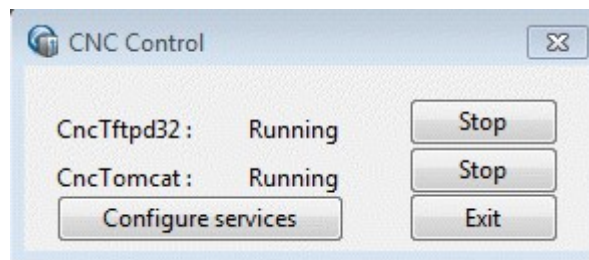 CNC Control
CncTftpd32 : Running Stop
CncTomcat : Running Stop
Configure services Exit